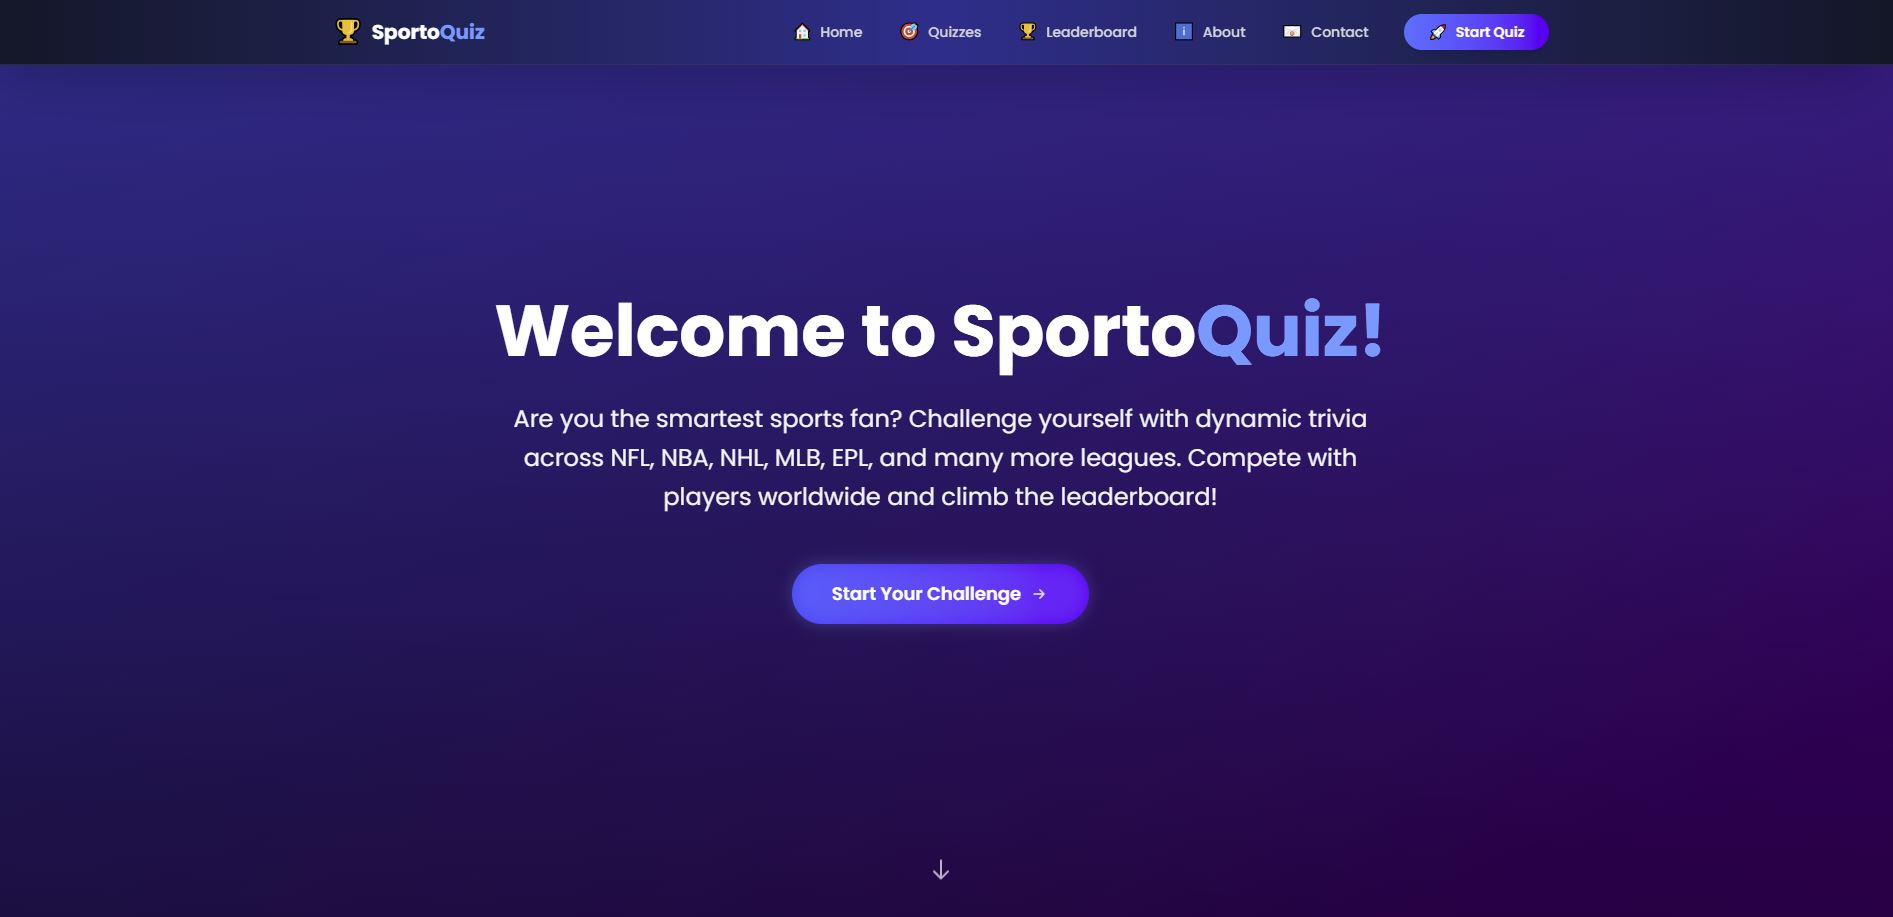 SportoQuiz
Home
Quizzes
Leaderboard
i
About
Contact
Start Quiz
Welcome to SportoQuiz!
Are you the smartest sports fan? Challenge yourself with dynamic trivia
across NFL, NBA, NHL, MLB, EPL, and many more leagues. Compete with
players worldwide and climb the leaderboard!
Start Your Challenge →